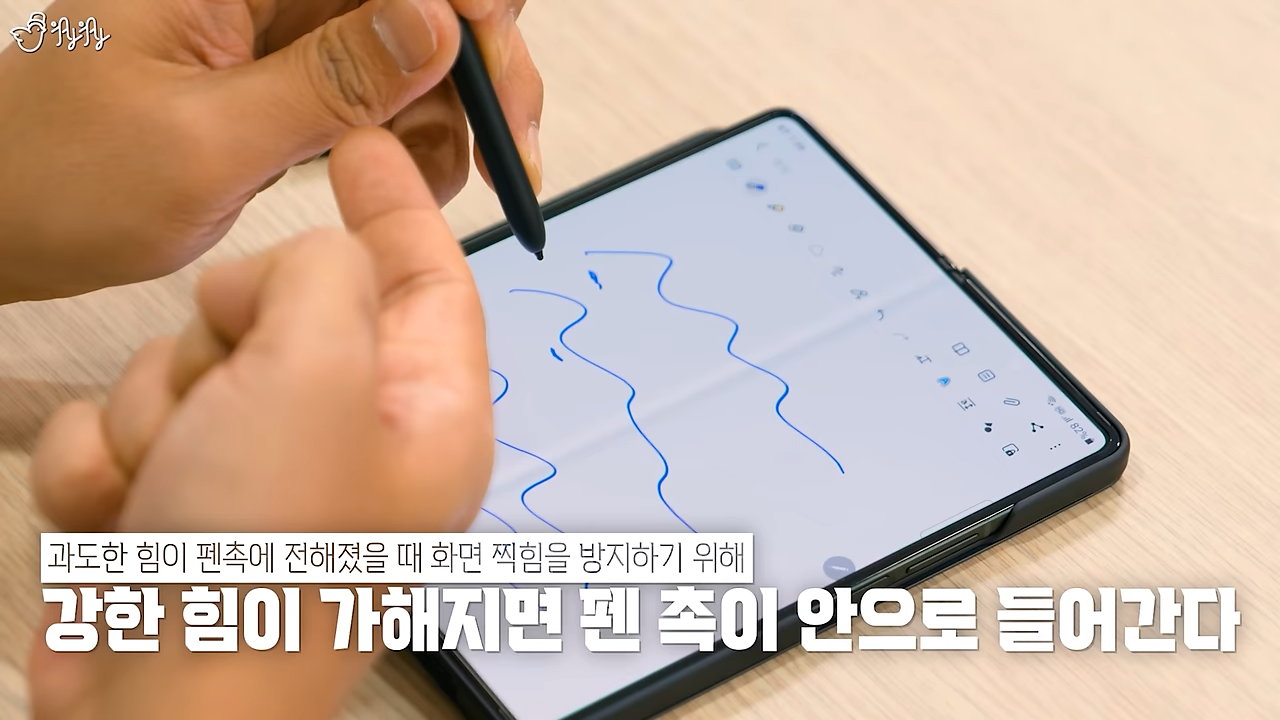 과도한 힘이 펜촉에 전해졌을 때 화면 찍힘을 방지하기 위해
강한 힘이 가해지면 펜 촉이 안으로 들어간다
82%